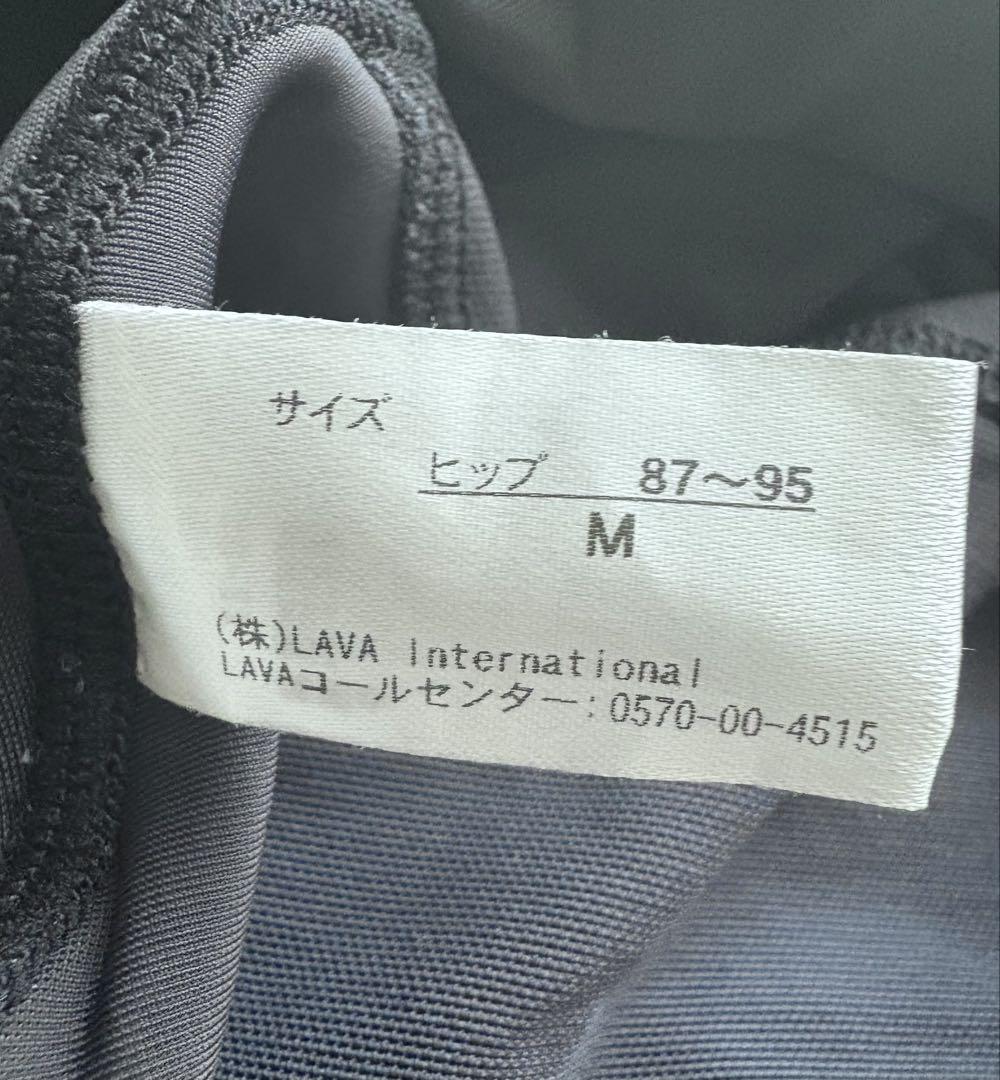 サイズ
ヒップ 87〜95
M
(株)LAVA International
LAVAコールセンター:0570-00-4515